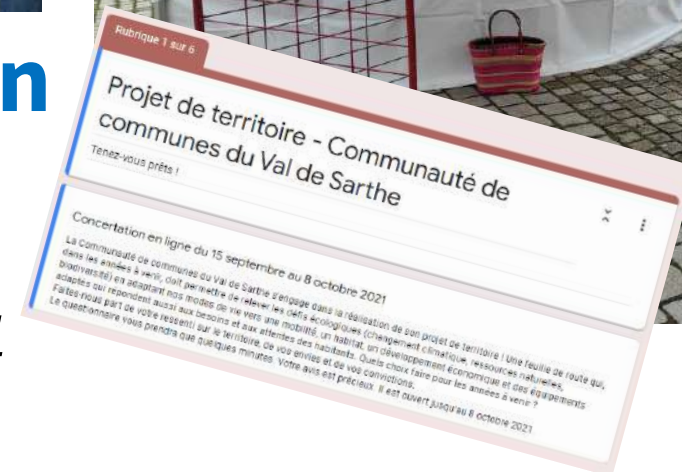 n
Rubrique 1 sur 6
Projet de territoire - Communauté de
communes du Val de Sarthe
Tenez-vous prêts !
Concertation en ligne du 15 septembre au 8 octobre 2021
La Communauté de communes du Val de Sarthe s'engage dans la réalisation de son projet de territoire ! Une feuille de route qui,
dans les années à venir, doit permettre de relever les défis écologiques (changement climatique, ressources naturelles,
biodiversité) en adaptant nos modes de vie vers une mobilité, un habitat, un développement économique et des équipements
adaptés qui répondent aussi aux besoins et aux attentes des habitants. Quels choix faire pour les années à venir ?
Faites-nous part de votre ressenti sur le territoire, de vos envies et de vos convictions.
Le questionnaire vous prendra que quelques minutes. Votre avis est précieux. Il est ouvert jusqu'au 8 octobre 2021